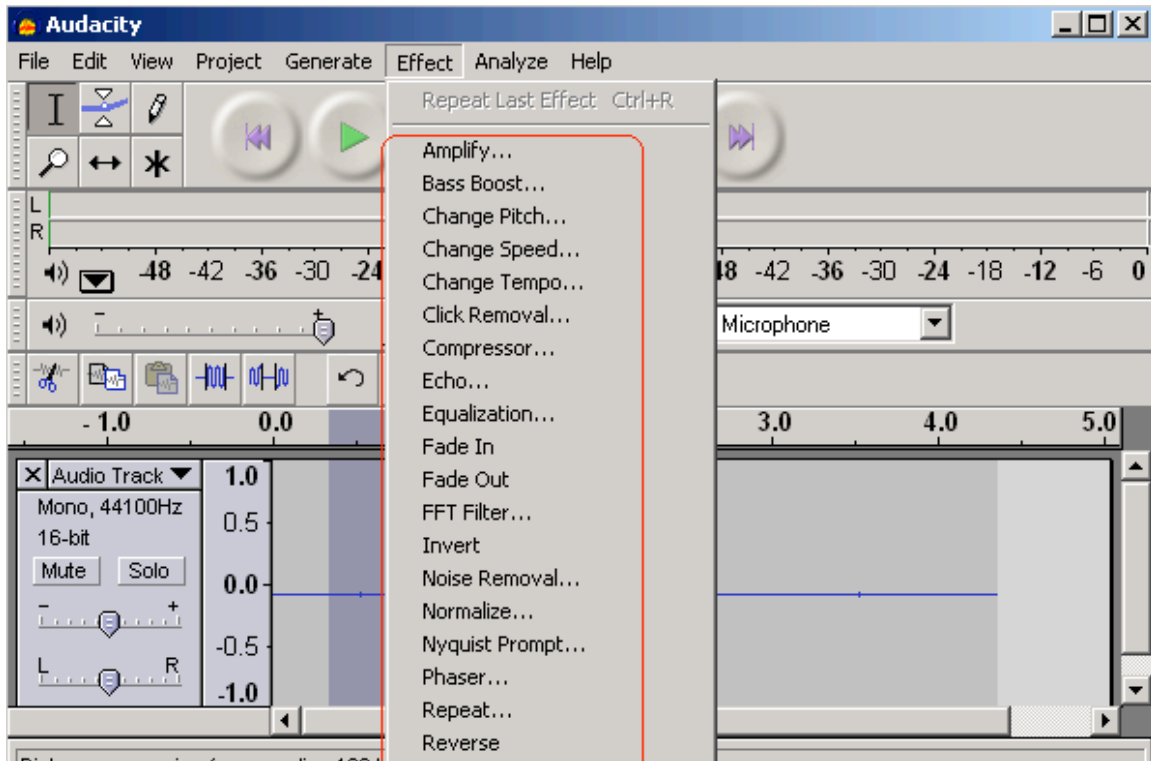 Audacity
File Edit View Project Generate Effect Analyze Help
Repeat Last Effect Ctrl+R
Amplify...
Bass Boost...
Change Pitch...
Change Speed...
Change Tempo...
Click Removal...
Compressor...
Echo...
Equalization...
Fade In
Fade Out
FFT Filter...
Invert
Noise Removal...
Normalize...
Nyquist Prompt...
Phaser...
Repeat...
Reverse
L
R
-48 -42 -36 -30 -24
18 -42 -36 -30 -24 -18 -12 -6 0
- +
Microphone
- 1.0 0.0 3.0 4.0 5.0
X Audio Track
Mono, 44100Hz
16-bit
Mute Solo
- +
L R
1.0
0.5
0.0
-0.5
-1.0